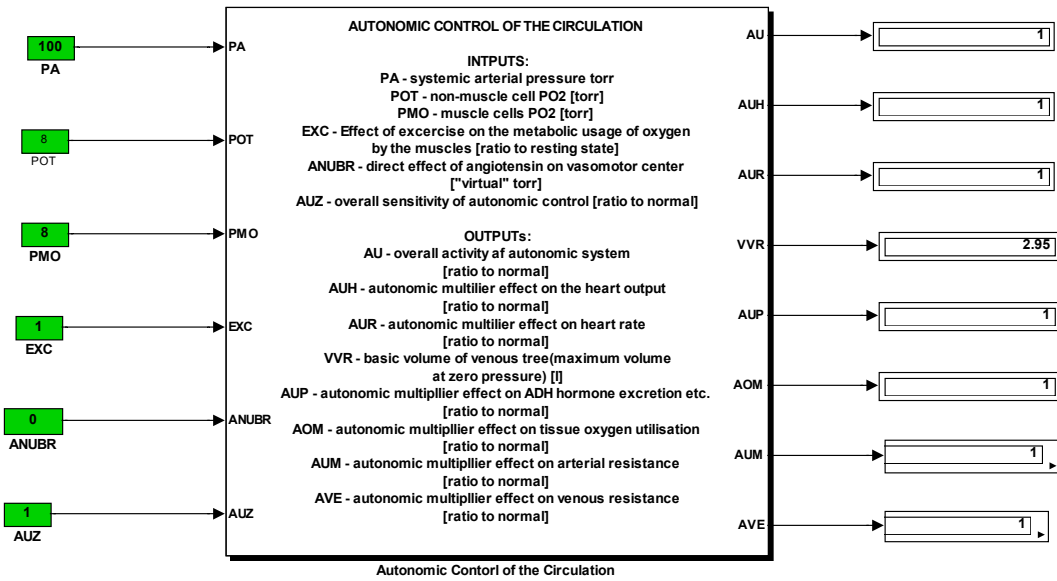 AUTONOMIC CONTROL OF THE CIRCULATION
INTPUTS:
PA - systemic arterial pressure torr
POT - non-muscle cell PO2 [torr]
PMO - muscle cells PO2 [torr]
EXC - Effect of excercise on the metabolic usage of oxygen
by the muscles [ratio to resting state]
ANUBR - direct effect of angiotensin on vasomotor center
["virtual" torr]
AUZ - overall sensitivity of autonomic control [ratio to normal]
OUTPUTs:
AU - overall activity af autonomic system
[ratio to normal]
AUH - autonomic multilier effect on the heart output
[ratio to normal]
AUR - autonomic multilier effect on heart rate
[ratio to normal]
VVR - basic volume of venous tree(maximum volume
at zero pressure) [l]
AUP - autonomic multipllier effect on ADH hormone excretion etc.
[ratio to normal]
AOM - autonomic multipllier effect on tissue oxygen utilisation
[ratio to normal]
AUM - autonomic multipllier effect on arterial resistance
[ratio to normal]
AVE - autonomic multipllier effect on venous resistance
[ratio to normal]
100
PA
PA
8
POT
POT
8
PMO
PMO
1
EXC
EXC
0
ANUBR
ANUBR
1
AUZ
AUZ
AU
1
AUH
1
AUR
1
VVR
2.95
AUP
1
AOM
1
AUM
1
AVE
1
Autonomic Contorl of the Circulation